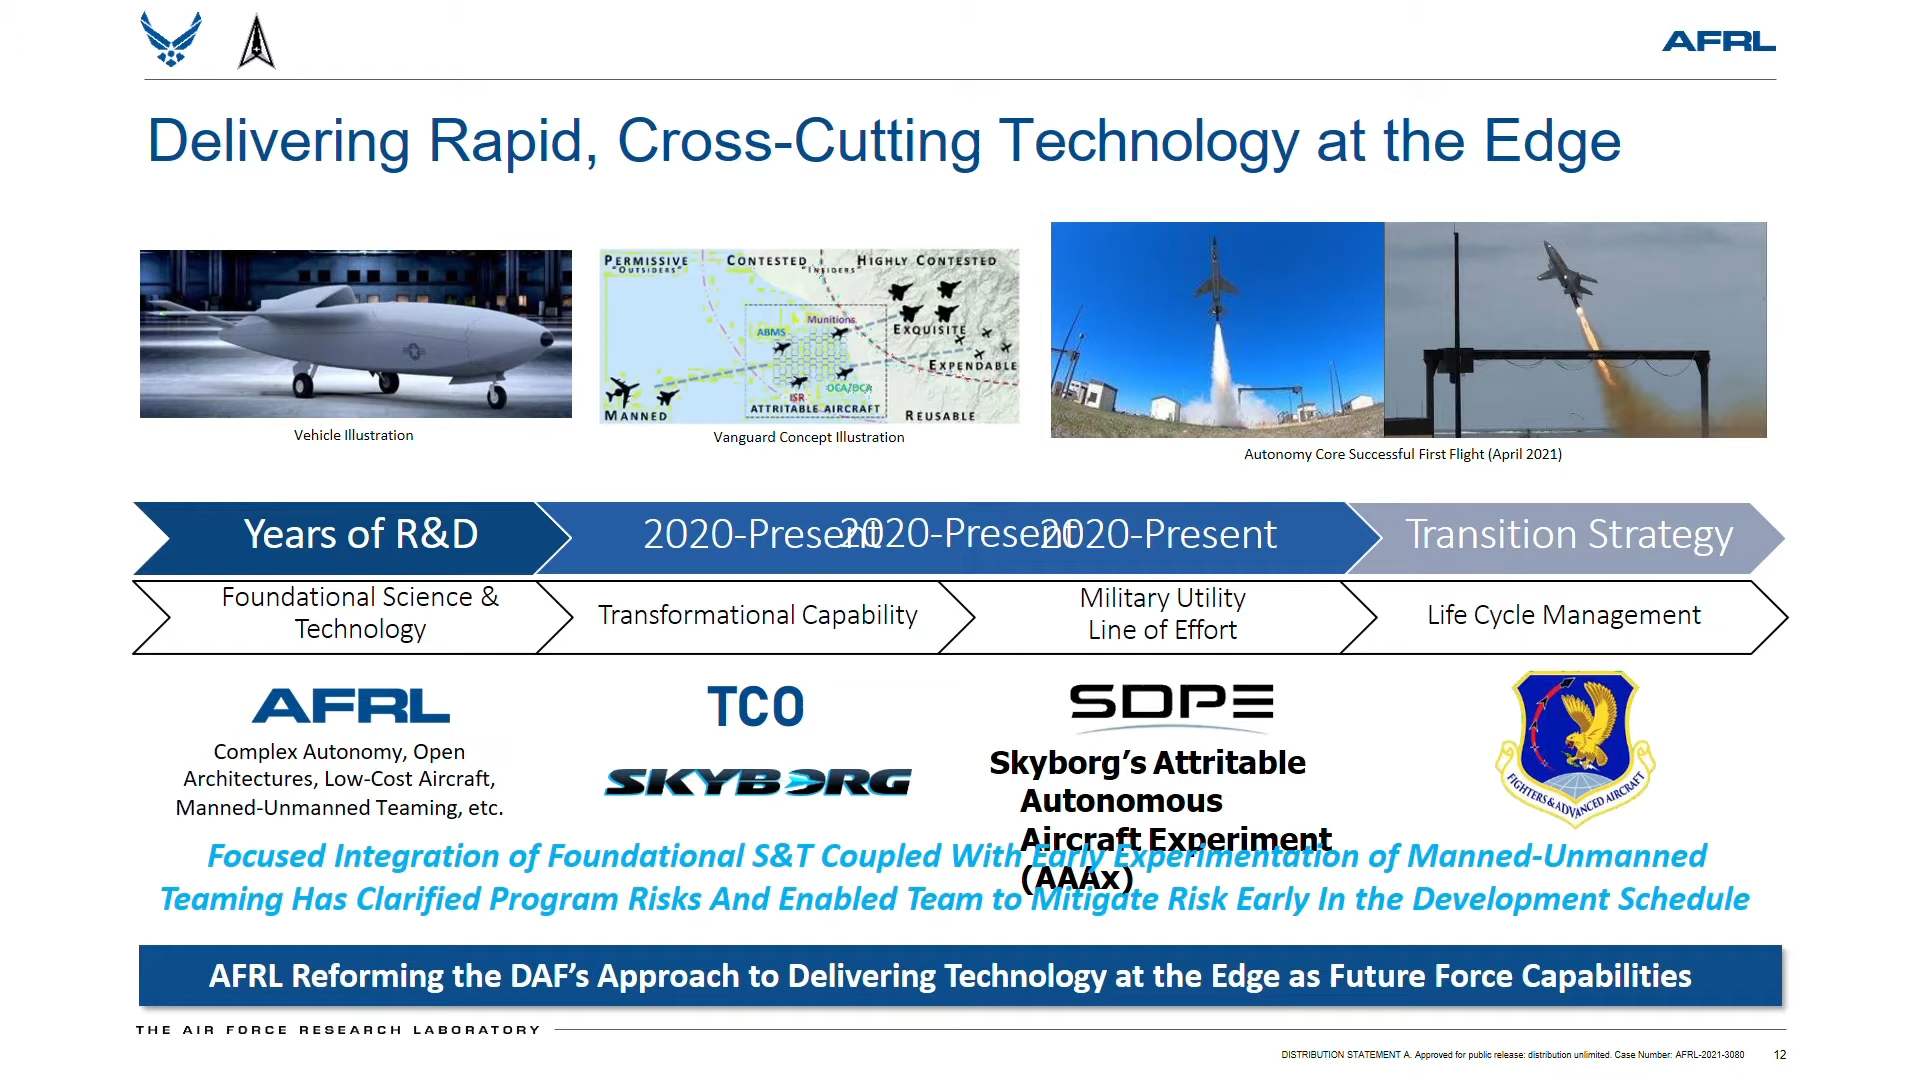 AFRL
Delivering Rapid, Cross-Cutting Technology at the Edge
PERMISSIVE
"OUTSIDERS"
CONTESTED
"INSIDERS"
HIGHLY CONTESTED
ABMS
Munitions
EXQUISITE
EXPENDABLE
OCA/DCA
ISR
MANNED
ATTRITABLE AIRCRAFT
REUSABLE
Vehicle Illustration
Vanguard Concept Illustration
Autonomy Core Successful First Flight (April 2021)
Years of R&D
2020-Present
2020-Present
2020-Present
Transition Strategy
Foundational Science &
Technology
Transformational Capability
Military Utility
Line of Effort
Life Cycle Management
AFRL
Complex Autonomy, Open
Architectures, Low-Cost Aircraft,
Manned-Unmanned Teaming, etc.
TCO
SKYBORG
SDPE
Skyborg’s Attritable
Autonomous
Aircraft Experiment
(AAAx)
FIGHTERS & ADVANCED AIRCRAFT
Focused Integration of Foundational S&T Coupled With Early Experimentation of Manned-Unmanned
Teaming Has Clarified Program Risks And Enabled Team to Mitigate Risk Early In the Development Schedule
AFRL Reforming the DAF’s Approach to Delivering Technology at the Edge as Future Force Capabilities
THE AIR FORCE RESEARCH LABORATORY
DISTRIBUTION STATEMENT A. Approved for public release: distribution unlimited. Case Number: AFRL-2021-3080
12